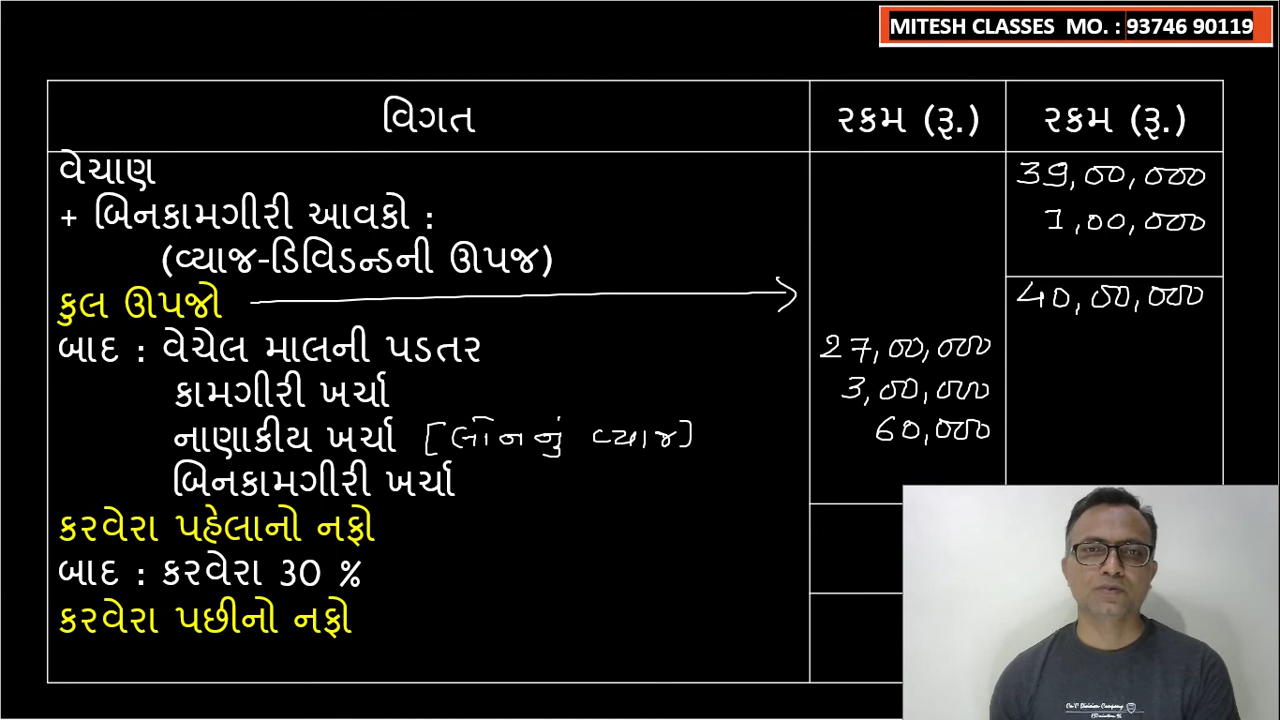 MITESH CLASSES MO. : 93746 90119
વિગત રકમ (રૂ.) રકમ (રૂ.)
વેચાણ 39,00,000
+ બિનકામગીરી આવકો : 1,00,000
(વ્યાજ-ડિવિડન્ડની ઊપજ)
કુલ ઊપજો 40,00,000
બાદ : વેચેલ માલની પડતર 27,00,000
કામગીરી ખર્ચા 3,00,000
નાણાકીય ખર્ચા [લોનનું વ્યાજ] 60,000
બિનકામગીરી ખર્ચા
કરવેરા પહેલાનો નફો
બાદ : કરવેરા 30 %
કરવેરા પછીનો નફો